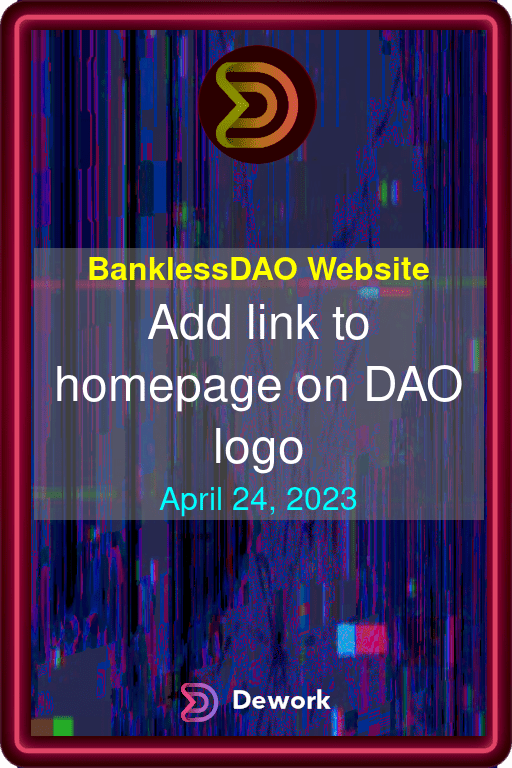 BanklessDAO Website
Add link to
homepage on DAO
logo
April 24, 2023
Dework